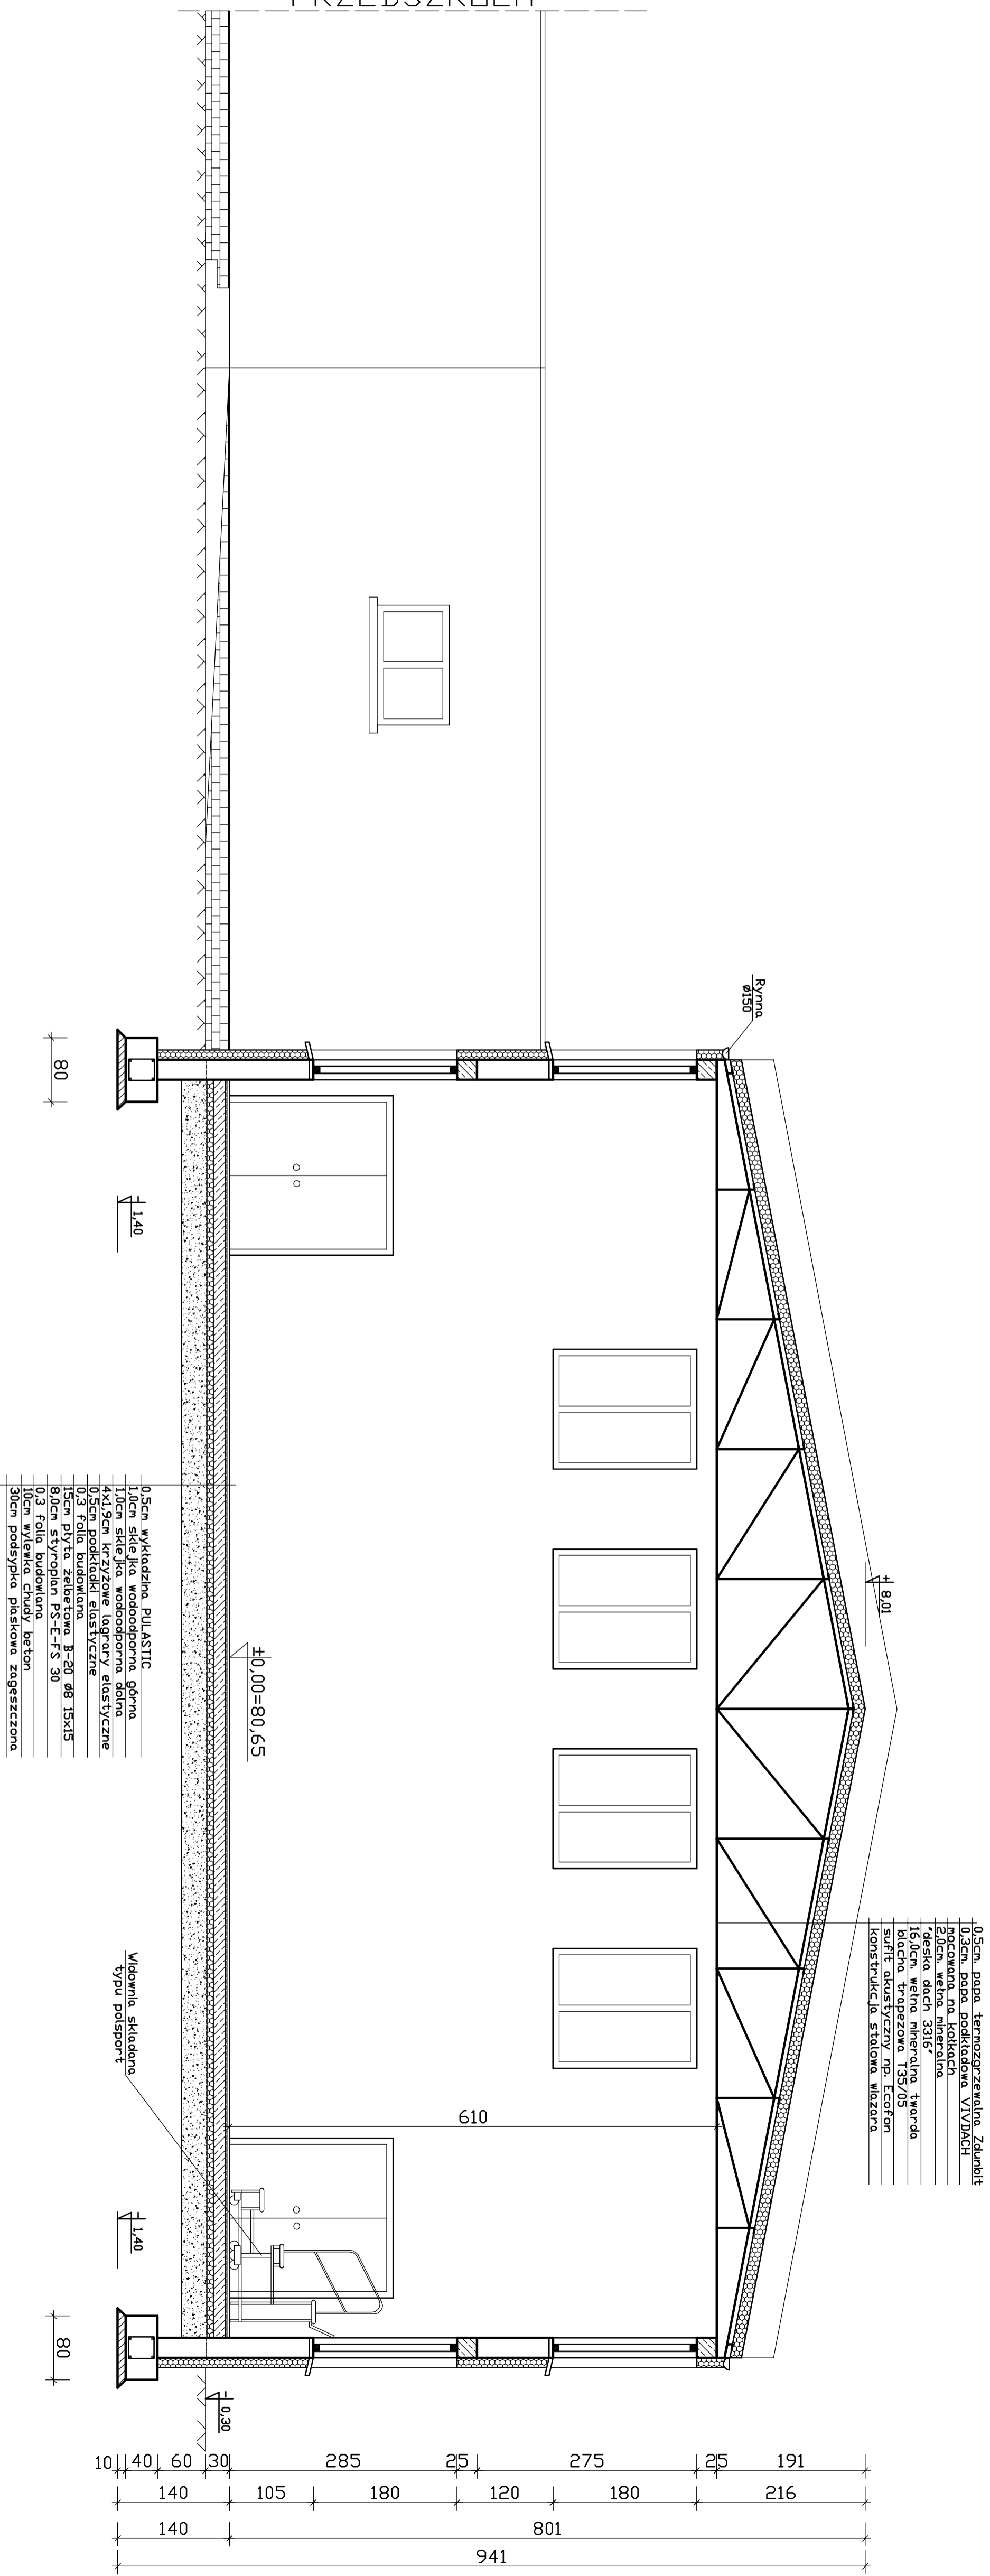 PRZEDSZKOLA
Rynna
ø150
0,5cm. papa termozgrzewalna Zdunbit
0,3cm. papa podkładowa VIVDACH
mocowana na kołkach
2,0cm. wełna mineralna
"deska dach 3316"
16,0cm. wełna mineralna twarda
blacha trapezowa T35/05
sufit akustyczny np. Ecofon
konstrukcja stalowa wiązara
+
8,01
610
±0,00=80,65
-
1,40
-
1,40
-
0,30
80
80
Widownia składana
typu polsport
0,5cm wykładzina PULASTIC
1,0cm sklejka wodoodporna górna
1,0cm sklejka wodoodporna dolna
4x1,9cm krzyżowe lagrary elastyczne
0,5cm podkładki elastyczne
0,3 folia budowlana
15cm płyta żelbetowa B-20 ø8 15x15
8,0cm styropian PS-E-FS 30
0,3 folia budowlana
10cm wylewka chudy beton
30cm podsypka piaskowa zagęszczona
10 40 60 30 285 25 275 25 191
140 105 180 120 180 216
140 801
941